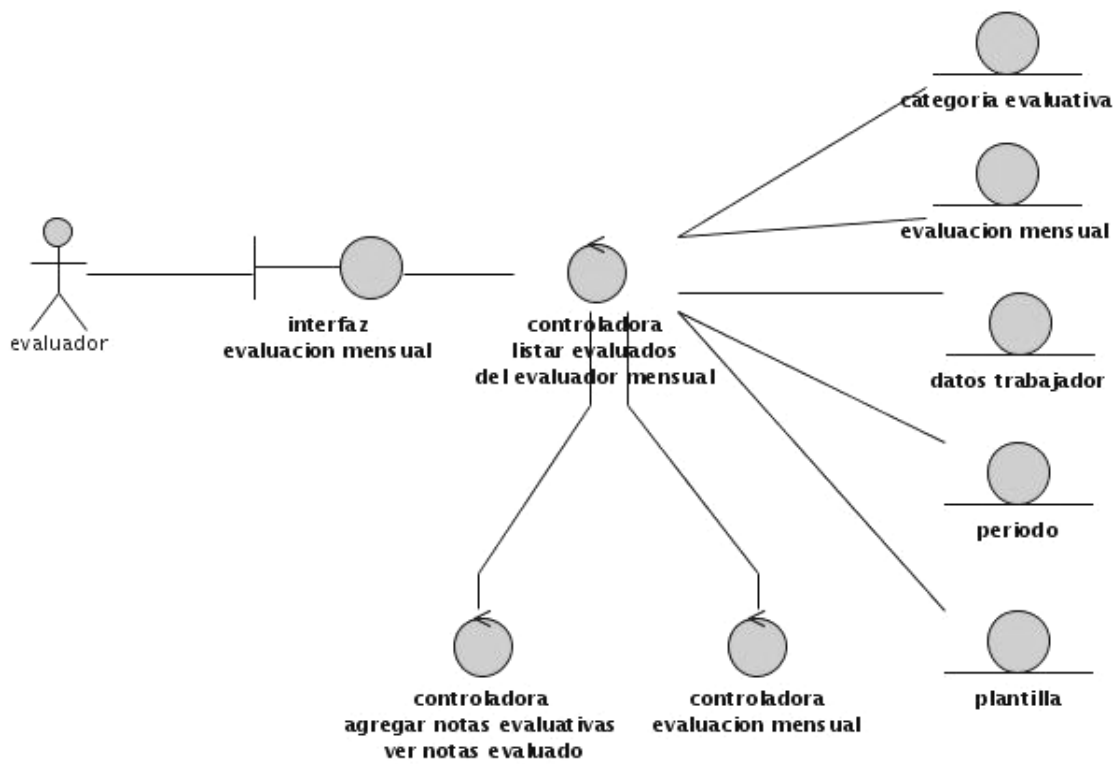 categoria evaluativa
evaluacion mensual
evaluador
interfaz
evaluacion mensual
controladora
listar evaluados
del evaluador mensual
datos trabajador
periodo
plantilla
controladora
agregar notas evaluativas
ver notas evaluado
controladora
evaluacion mensual